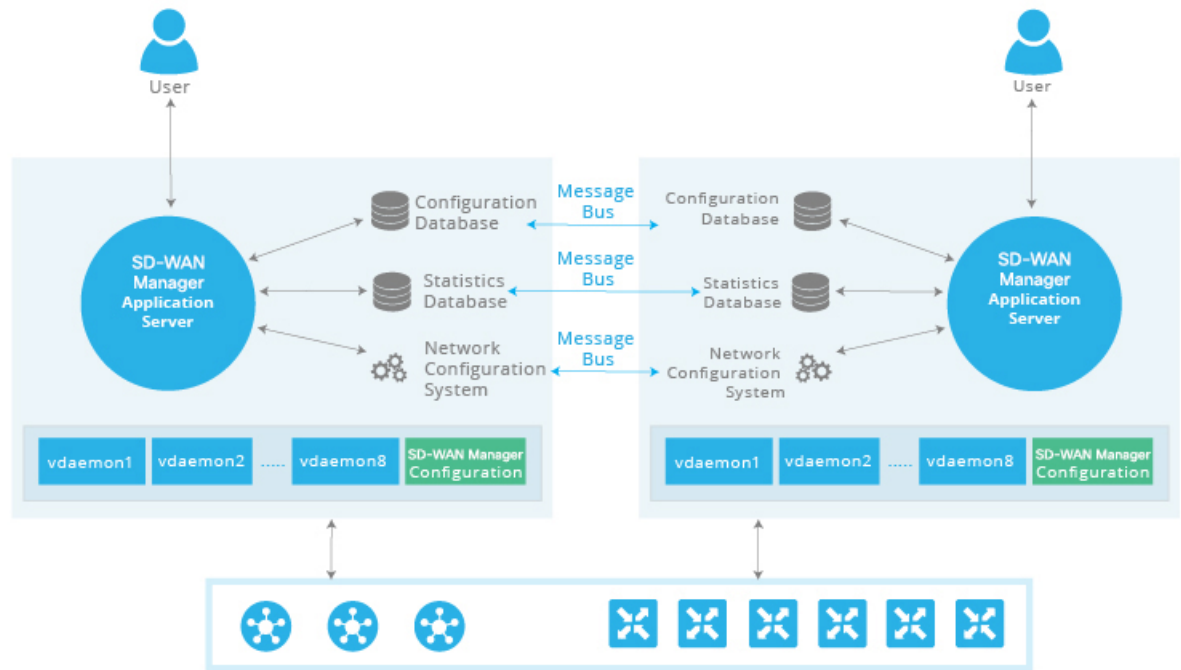 User
User
SD-WAN
Manager
Application
Server
Configuration
Database
Statistics
Database
Network
Configuration
System
Message
Bus
Message
Bus
Message
Bus
Configuration
Database
Statistics
Database
Network
Configuration
System
SD-WAN
Manager
Application
Server
vdaemon1
vdaemon2
.....
vdaemon8
SD-WAN Manager
Configuration
vdaemon1
vdaemon2
.....
vdaemon8
SD-WAN Manager
Configuration